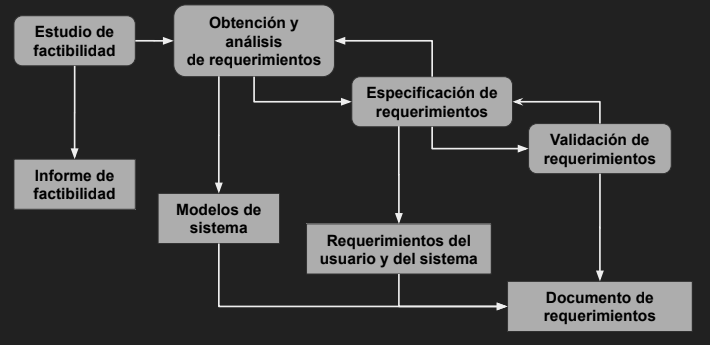 Estudio de
factibilidad
Obtención y
análisis
de requerimientos
Especificación de
requerimientos
Validación de
requerimientos
Informe de
factibilidad
Modelos de
sistema
Requerimientos del
usuario y del sistema
Documento de
requerimientos